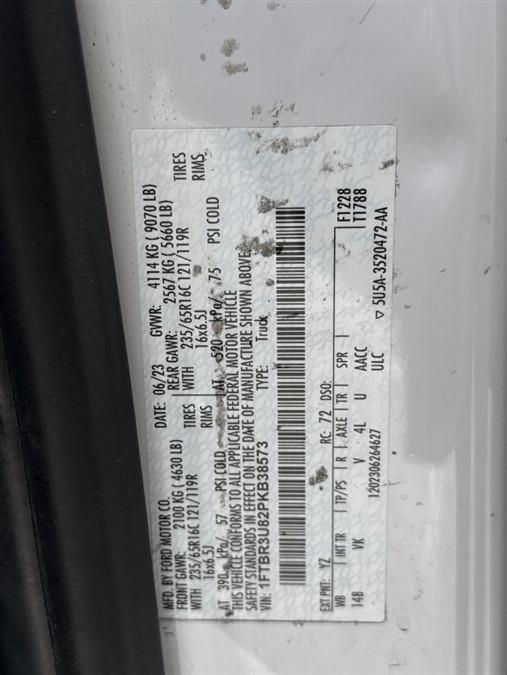 MFD. BY FORD MOTOR CO.
DATE: 06/23 GVWR: 4114 KG ( 9070 LB)
FRONT GAWR: 2100 KG ( 4630 LB) REAR GAWR: 2567 KG ( 5660 LB)
WITH 235/65R16C 121/119R TIRES WITH 235/65R16C 121/119R TIRES
16x6.5J RIMS 16x6.5J RIMS
AT 390 kPa/ 57 PSI COLD AT 520 kPa/ 75 PSI COLD
THIS VEHICLE CONFORMS TO ALL APPLICABLE FEDERAL MOTOR VEHICLE
SAFETY STANDARDS IN EFFECT ON THE DATE OF MANUFACTURE SHOWN ABOVE.
VIN: 1FTBR3U82PKB38573 TYPE: Truck
F1228
T1788
EXT PNT: YZ RC: 72 DSO:
WB INT TR TP/PS R AXLE TR SPR
148 VK V 4L U AACC
1202306264627 ULC
5U5A-3520472-AA